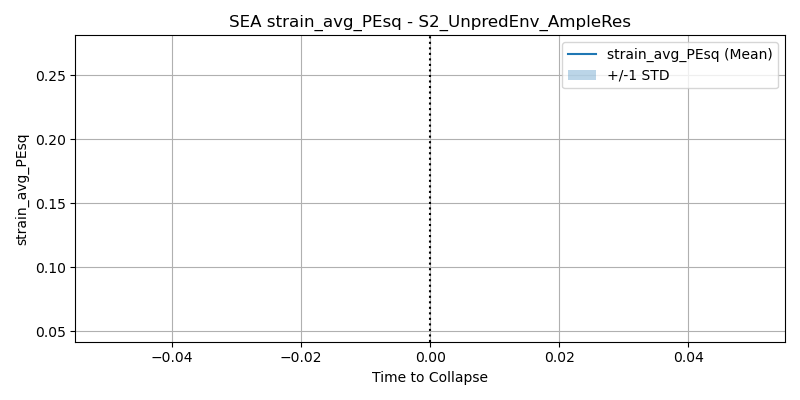 SEA strain_avg_PEsq - S2_UnpredEnv_AmpleRes
strain_avg_PEsq (Mean)
+/-1 STD
0.25
0.20
0.15
0.10
0.05
strain_avg_PEsq
−0.04
−0.02
0.00
0.02
0.04
Time to Collapse